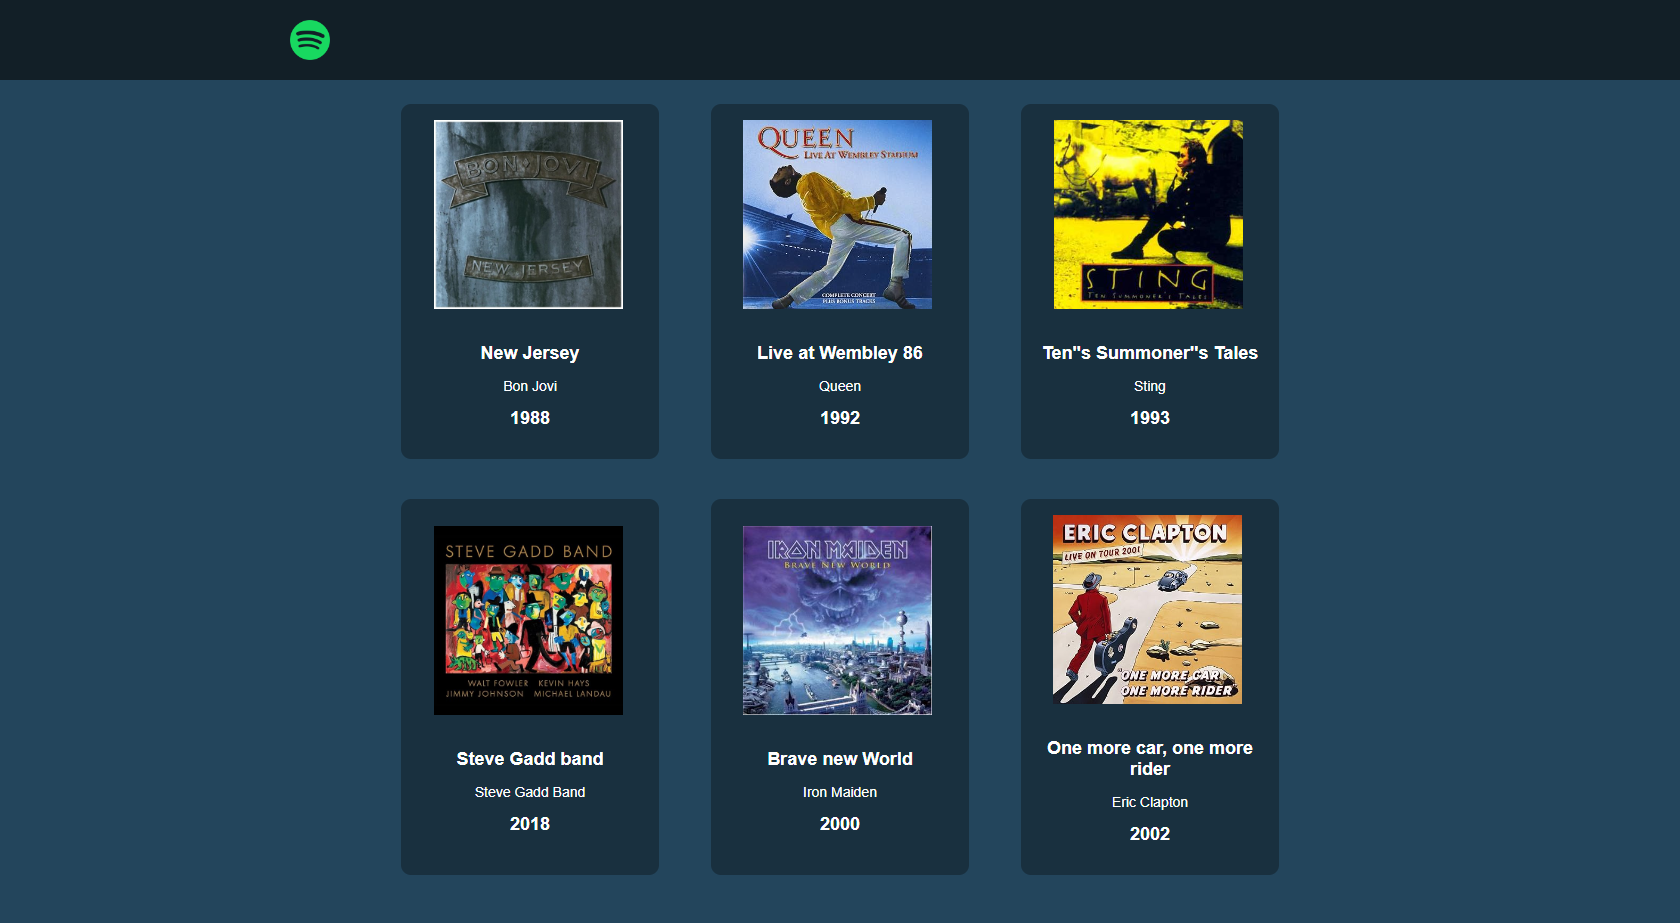 BON JOVI
NEW JERSEY
New Jersey
Bon Jovi
1988
QUEEN
LIVE AT WEMBLEY STADIUM
COMPLETE CONCERT
PLUS BONUS TRACKS
Live at Wembley 86
Queen
1992
STING
TEN SUMMONER'S TALES
Ten"s Summoner"s Tales
Sting
1993
STEVE GADD BAND
WALT FOWLER KEVIN HAYS
JIMMY JOHNSON MICHAEL LANDAU
Steve Gadd band
Steve Gadd Band
2018
IRON MAIDEN
BRAVE NEW WORLD
Brave new World
Iron Maiden
2000
ERIC CLAPTON
LIVE ON TOUR 2001
ONE MORE CAR
ONE MORE RIDER
One more car, one more
rider
Eric Clapton
2002